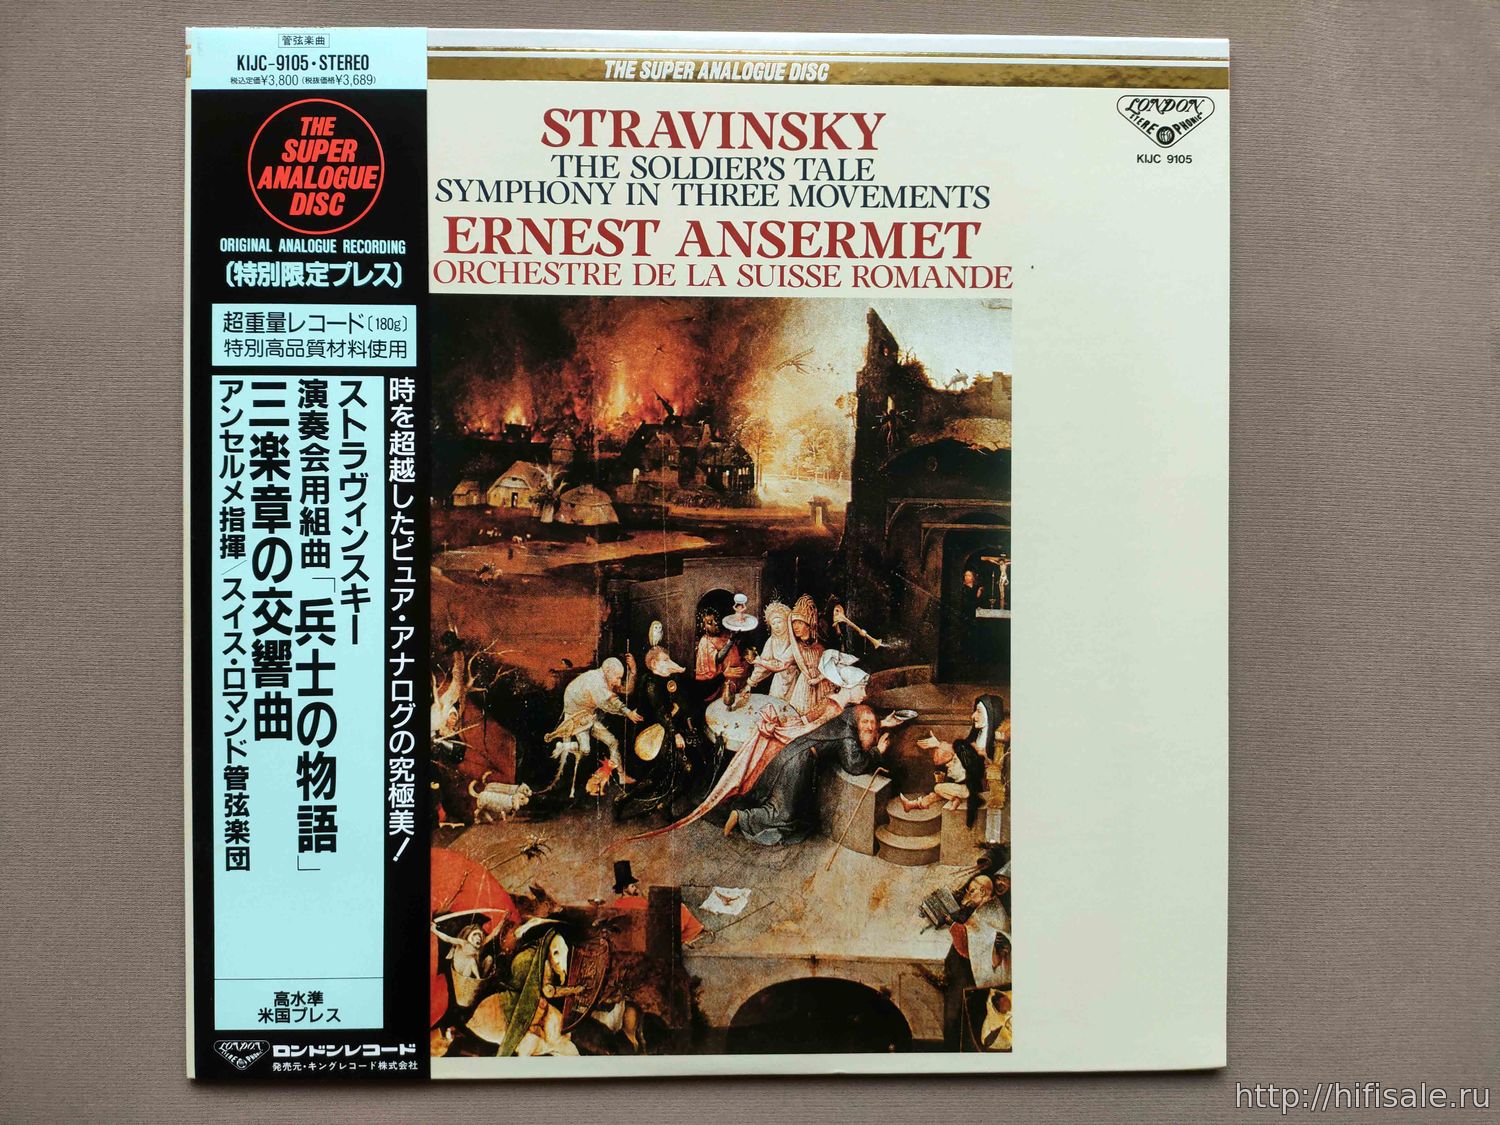 管弦楽曲
KIJC-9105・STEREO
税込定価¥3,800(税抜価格¥3,689)
THE
SUPER
ANALOGUE
DISC
ORIGINAL ANALOGUE RECORDING
〔特別限定プレス〕
超重量レコード〔180g〕
特別高品質材料使用
時を超越したピュア・アナログの究極美!
ストラヴィンスキー
演奏会用組曲「兵士の物語」
三楽章の交響曲
アンセルメ指揮/スイス・ロマンド管弦楽団
高水準
米国プレス
LONDON
STEREOPHONIC
ロンドンレコード
発売元・キングレコード株式会社
THE SUPER ANALOGUE DISC
LONDON
STEREOPHONIC
KIJC 9105
STRAVINSKY
THE SOLDIER'S TALE
SYMPHONY IN THREE MOVEMENTS
ERNEST ANSERMET
ORCHESTRE DE LA SUISSE ROMANDE
http://hifisale.ru